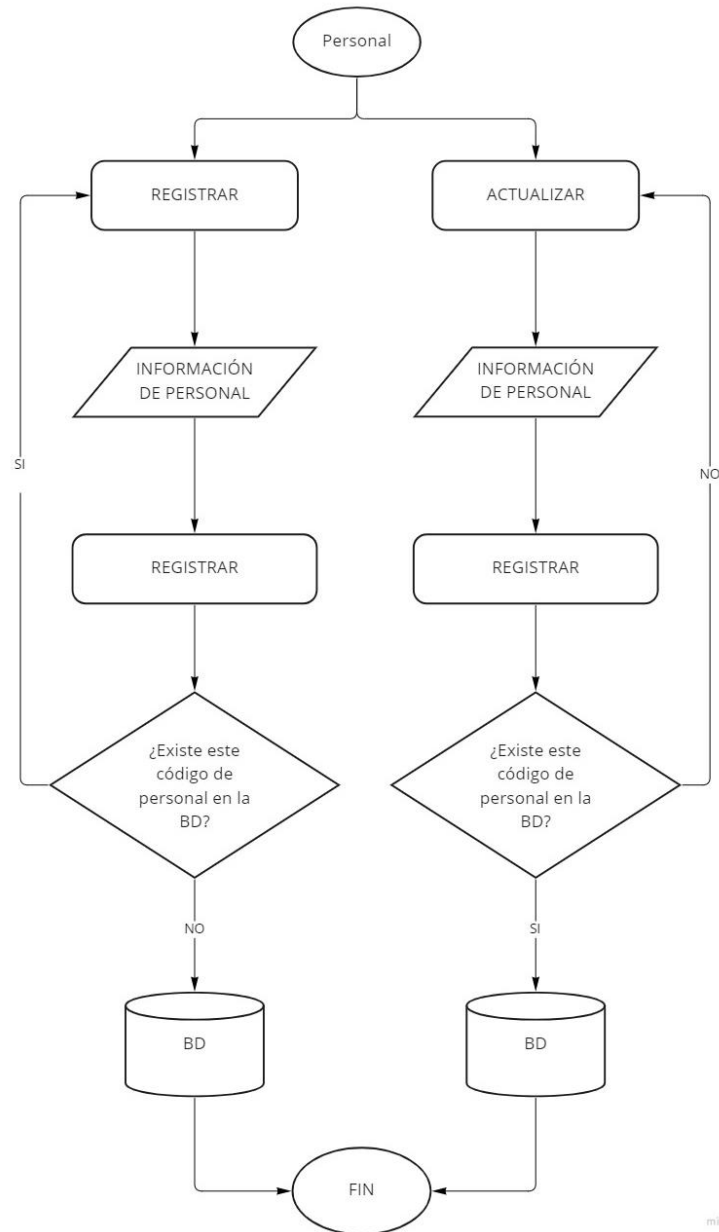 Personal
REGISTRAR
ACTUALIZAR
INFORMACIÓN
DE PERSONAL
INFORMACIÓN
DE PERSONAL
SI
NO
REGISTRAR
REGISTRAR
¿Existe este
código de
personal en la
BD?
¿Existe este
código de
personal en la
BD?
NO
SI
BD
BD
FIN